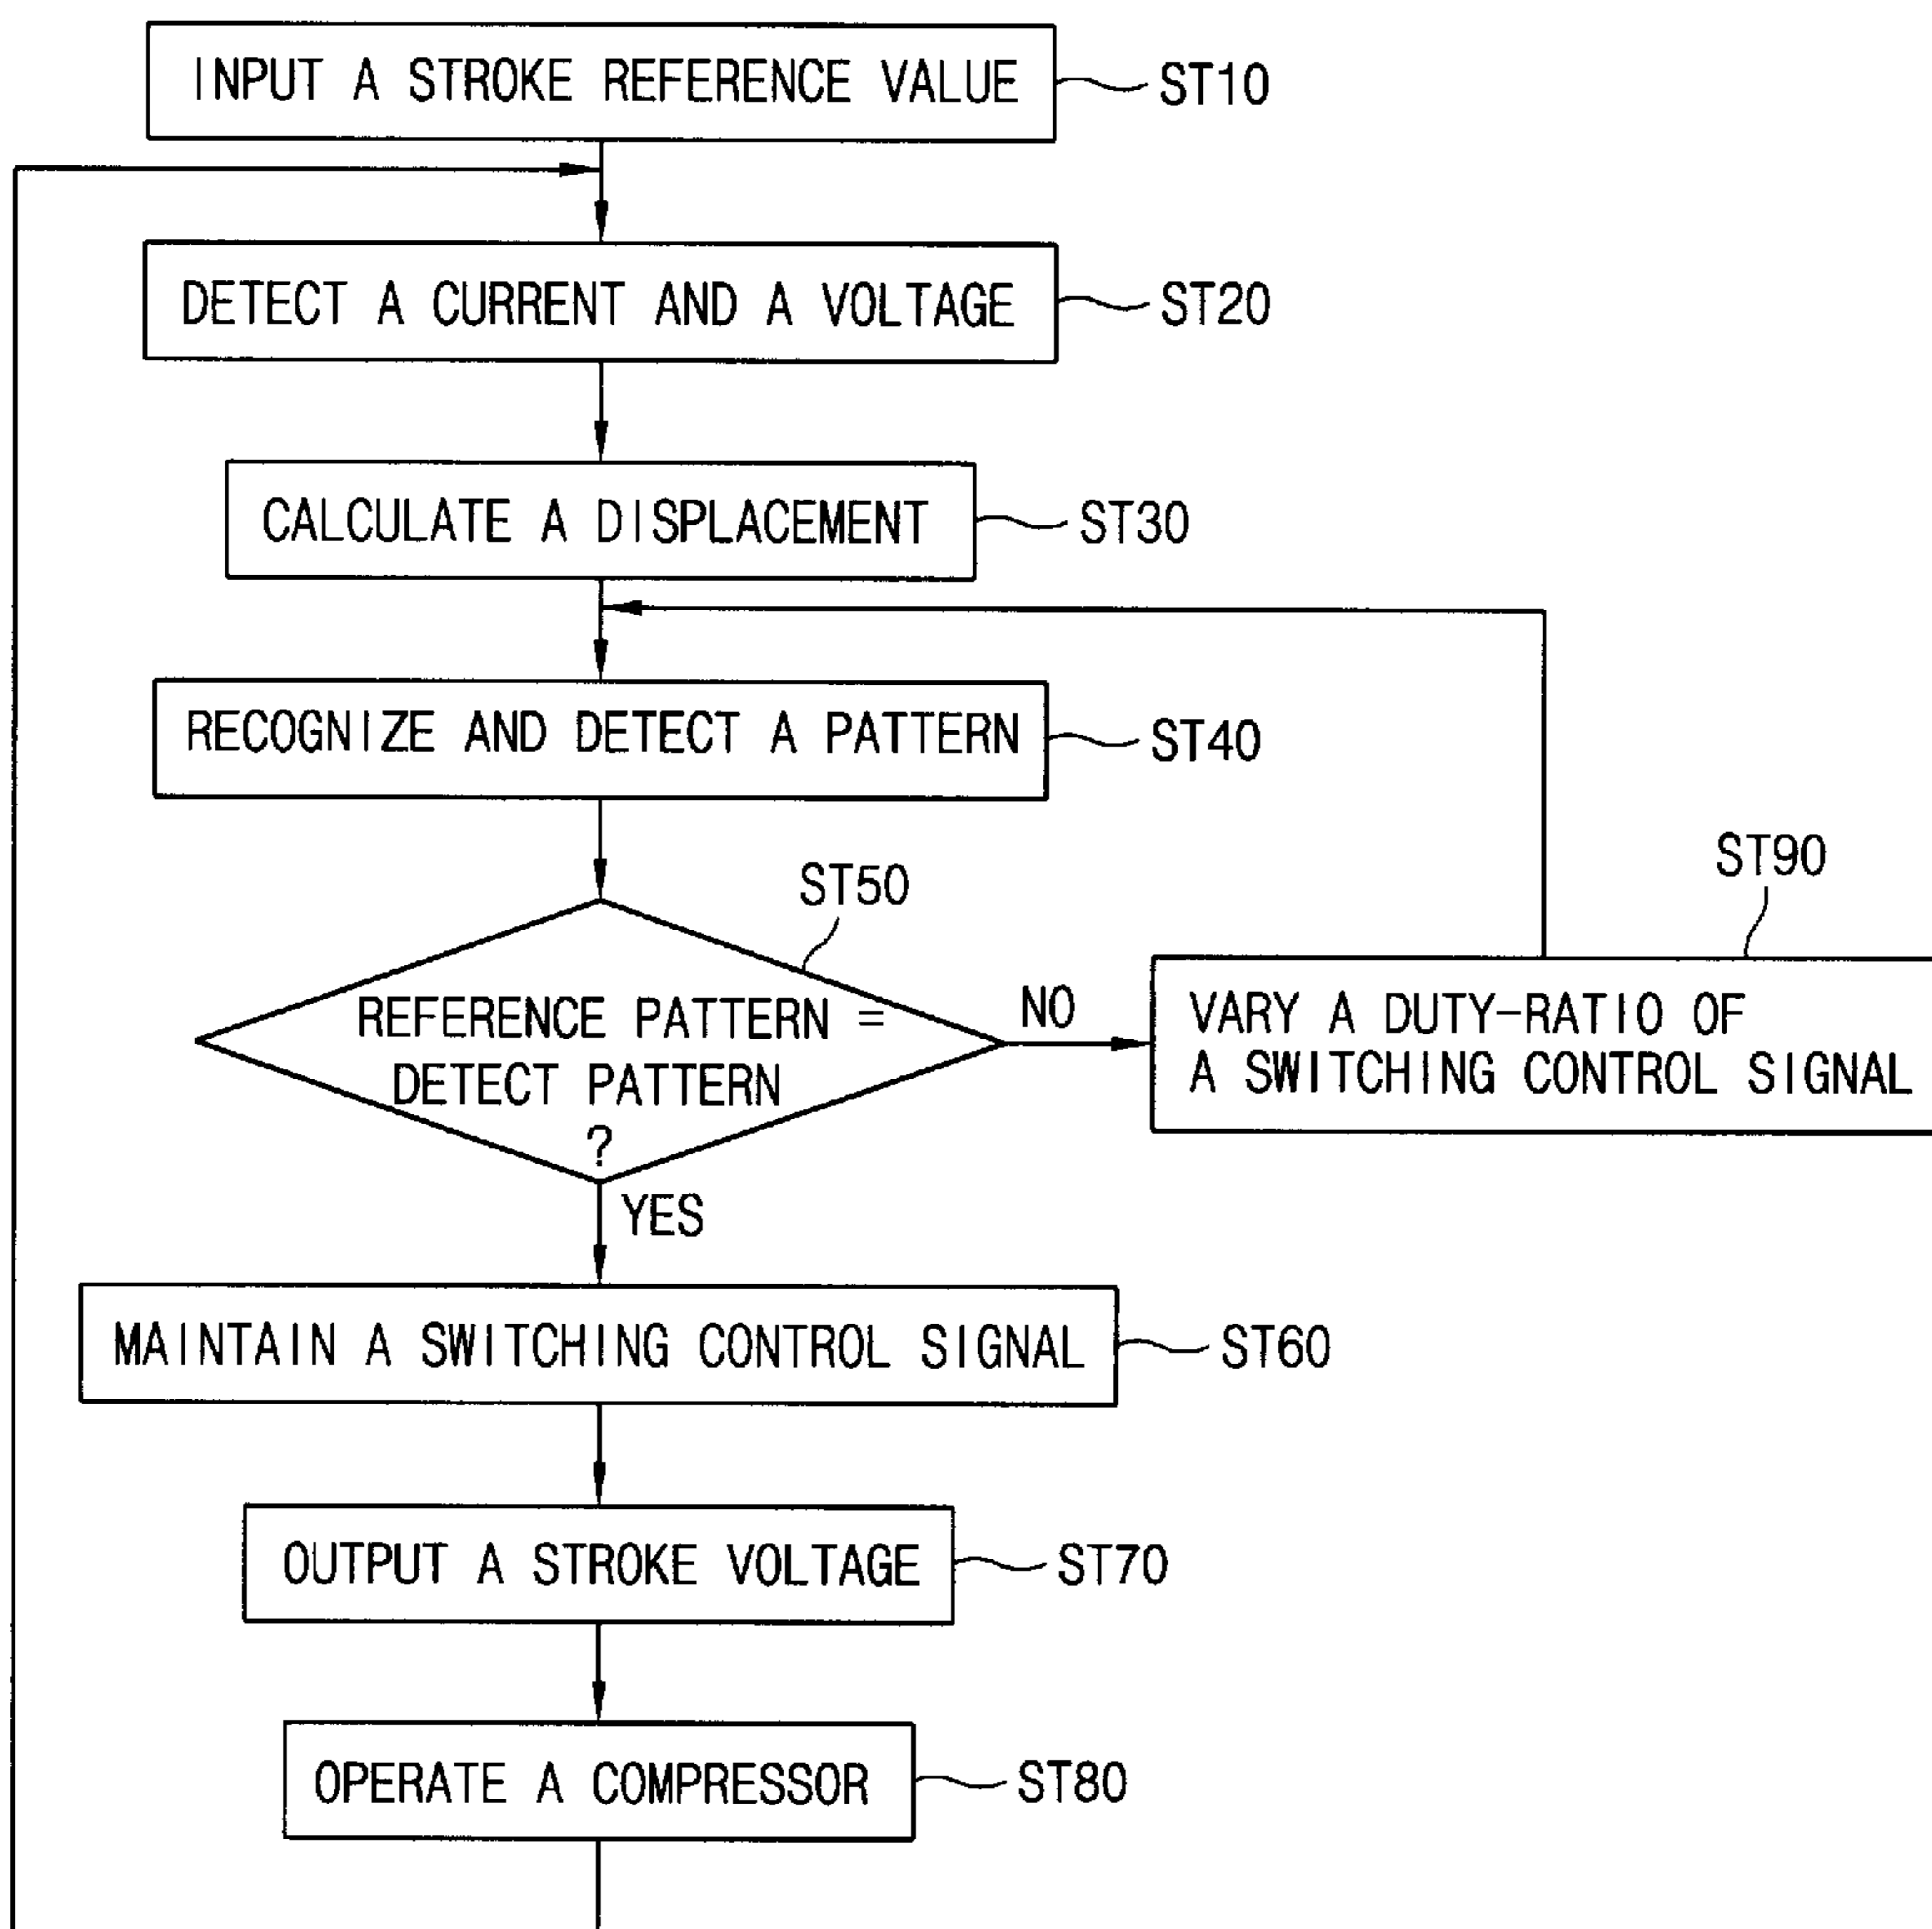 INPUT A STROKE REFERENCE VALUE
ST10
DETECT A CURRENT AND A VOLTAGE
ST20
CALCULATE A DISPLACEMENT
ST30
RECOGNIZE AND DETECT A PATTERN
ST40
ST50
REFERENCE PATTERN =
DETECT PATTERN
?
NO
ST90
VARY A DUTY-RATIO OF
A SWITCHING CONTROL SIGNAL
YES
MAINTAIN A SWITCHING CONTROL SIGNAL
ST60
OUTPUT A STROKE VOLTAGE
ST70
OPERATE A COMPRESSOR
ST80